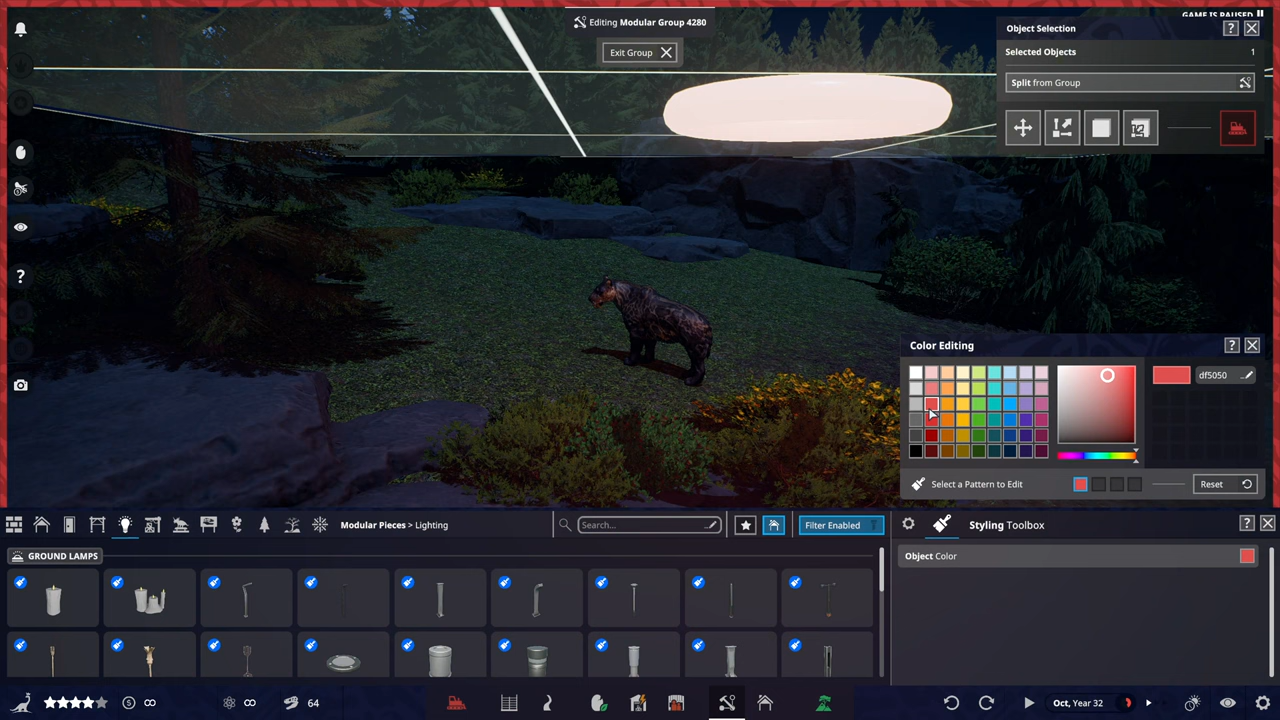 Editing Modular Group 4280
GAME IS PAUSED
Exit Group
Object Selection
?
Selected Objects 1
Split from Group
?
Color Editing ?
df5050
Select a Pattern to Edit
Reset
Modular Pieces > Lighting
Search...
Filter Enabled
Styling Toolbox ?
GROUND LAMPS
Object Color
∞
∞
64
Oct, Year 32